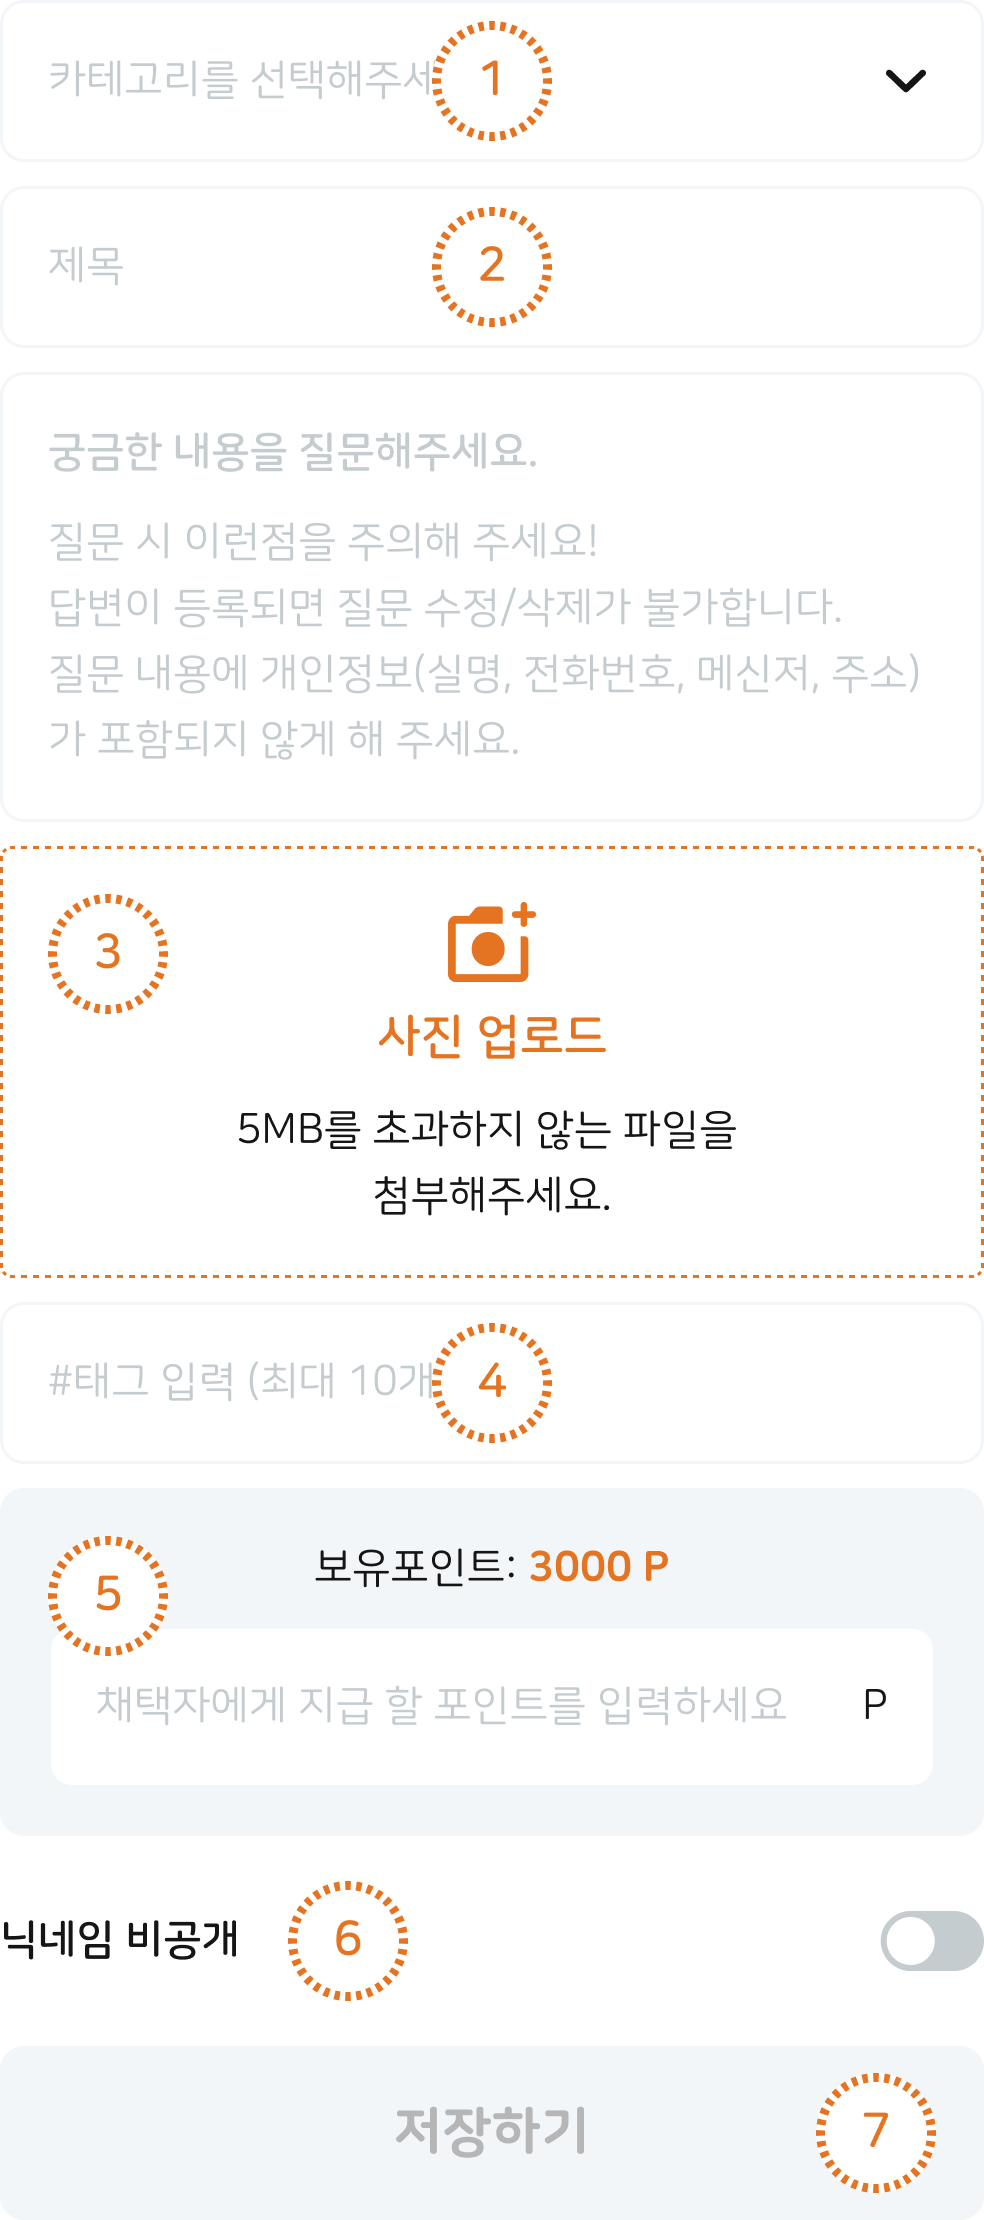 카테고리를 선택해주세
1
제목
2
궁금한 내용을 질문해주세요.
질문 시 이런점을 주의해 주세요!
답변이 등록되면 질문 수정/삭제가 불가합니다.
질문 내용에 개인정보(실명, 전화번호, 메신저, 주소)
가 포함되지 않게 해 주세요.
3
사진 업로드
5MB를 초과하지 않는 파일을
첨부해주세요.
#태그 입력 (최대 10개
4
5
보유포인트: 3000 P
채택자에게 지급 할 포인트를 입력하세요 P
닉네임 비공개
6
저장하기
7